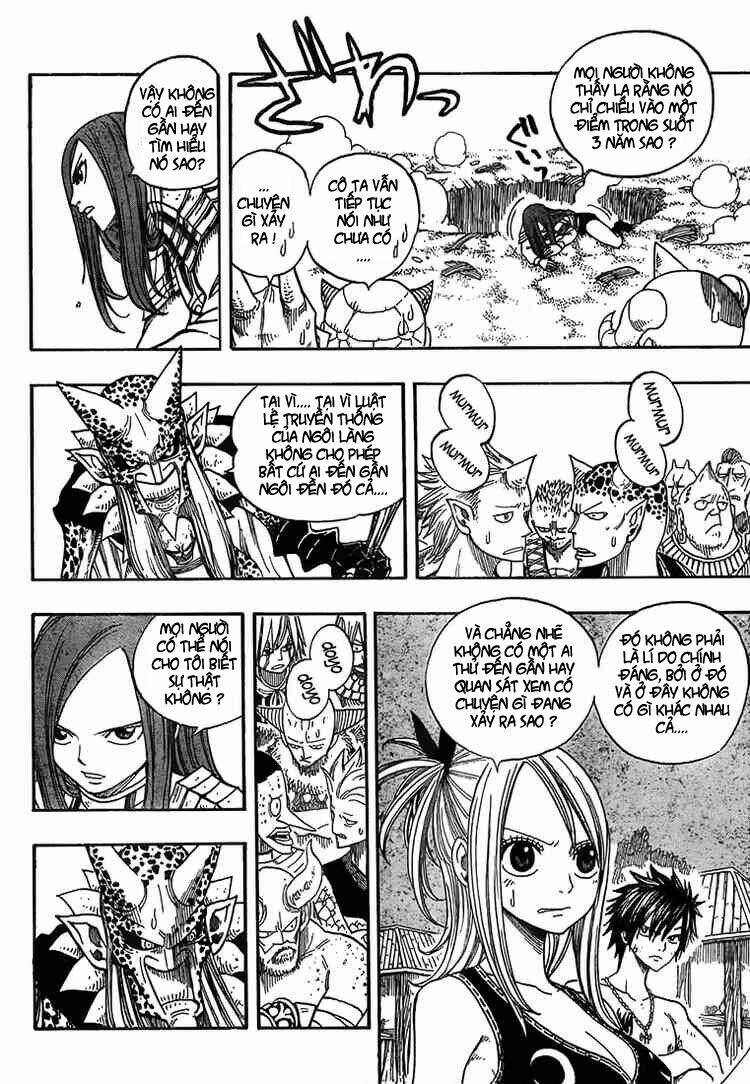 MỌI NGƯỜI KHÔNG
THẤY LẠ RẰNG NÓ
CHỈ CHIẾU VÀO MỘT
ĐIỂM TRONG SUỐT
3 NĂM SAO ?
CÔ TA VẪN
TIẾP TỤC
NÓI NHƯ
CHƯA CÓ
....
...
CHUYỆN
GÌ XẢY
RA !
VẬY KHÔNG
CÓ AI ĐẾN
GẦN HAY
TÌM HIỂU
NÓ SAO?
MURMUR
MURMUR
MURMUR
MURMUR
TẠI VÌ.... TẠI VÌ LUẬT
LỆ TRUYỀN THỐNG
CỦA NGÔI LÀNG
KHÔNG CHO PHÉP
BẤT CỨ AI ĐẾN GẦN
NGÔI ĐỀN ĐÓ CẢ....
ĐÓ KHÔNG PHẢI
LÀ LÍ DO CHÍNH
ĐÁNG, BỞI Ở ĐÓ
VÀ Ở ĐÂY KHÔNG
CÓ GÌ KHÁC NHAU
CẢ....
VÀ CHẲNG NHẼ
KHÔNG CÓ MỘT AI
THỬ ĐẾN GẦN HAY
QUAN SÁT XEM CÓ
CHUYỆN GÌ ĐANG
XẢY RA SAO ?
MỌI NGƯỜI
CÓ THỂ NÓI
CHO TÔI BIẾT
SỰ THẬT
KHÔNG ?